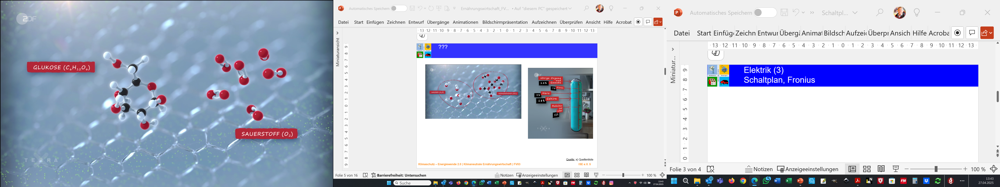 ZDF
GLUKOSE (C₆H₁₂O₆)
SAUERSTOFF (O₂)
TERRA X
Automatisches Speichern
Ernährungswirtschaft_FV... • Auf "diesem PC" gespeichert
Datei Start Einfügen Zeichnen Entwurf Übergänge Animationen Bildschirmpräsentation Aufzeichnen Überprüfen Ansicht Hilfe Acrobat
13 12 11 10 9 8 7 6 5 4 3 2 1 0 1 2 3 4 5 6 7 8 9 10 11 12 13
Miniaturansicht
9 8 7 6 5 4 3 2 1 0 1 2 3 4 5 6 7 8 9
???
WASSER (H₂O)
KOHLENDIOXID (CO₂)
ZDF
übrige Organe
und
Gewebe
14%
7% Nieren
9% Herz
18% Gehirn
Muskulatur
und
Leber
52%
TERRA X
Quelle: x) Quellenliste
Klimaschutz – Energiewende 2.0 | Klimaneutrale Ernährungswirtschaft | FV03
ISE e.V. 5
Folie 5 von 16
Barrierefreiheit: Untersuchen
Notizen Anzeigeeinstellungen
100 %
Suche
13:43
27.04.2025
Automatisches Speichern
Schaltpl...
Datei Start Einfüg Zeichn Entwur Übergä Animat Bildsch Aufzeic Überpr Ansich Hilfe Acroba
13 12 11 10 9 8 7 6 5 4 3 2 1 0 1 2 3 4 5 6 7 8 9 10 11 12 13
Miniatur...
9 8 7 6 5 4 3 2 1 0
Elektrik (3)
Schaltplan, Fronius
Folie 3 von 4
Notizen Anzeigeeinstellungen
100 %
13:43
27.04.2025